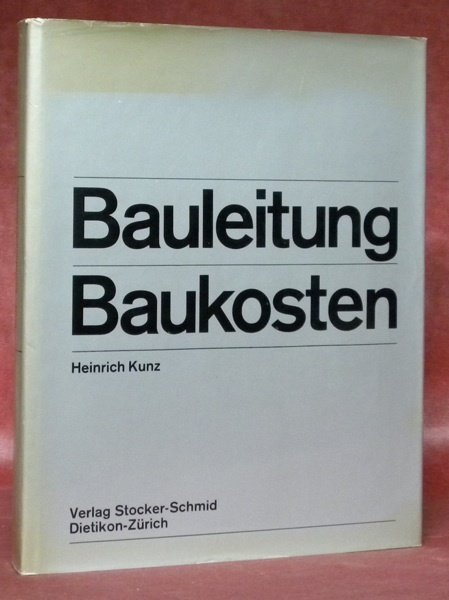 Bauleitung
Baukosten
Heinrich Kunz
Verlag Stocker-Schmid
Dietikon-Zürich